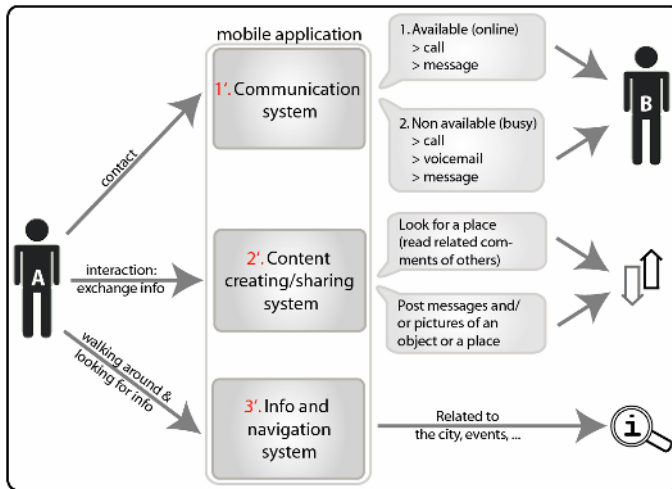 mobile application
1'. Communication
system
1. Available (online)
> call
> message
2. Non available (busy)
> call
> voicemail
> message
B
contact
A
interaction:
exchange info
2'. Content
creating/sharing
system
Look for a place
(read related com-
ments of others)
Post messages and/
or pictures of an
object or a place
walking around &
looking for info
3'. Info and
navigation
system
Related to
the city, events, ...
i